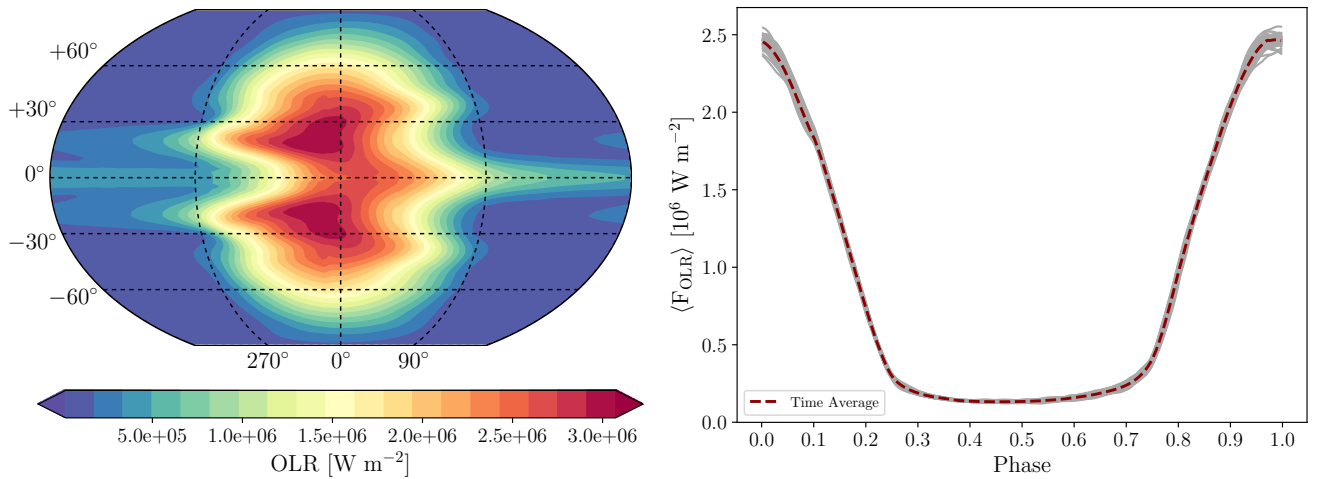 +60°
+30°
0°
−30°
−60°
270° 0° 90°
5.0e+05 1.0e+06 1.5e+06 2.0e+06 2.5e+06 3.0e+06
OLR [W m⁻²]
2.5
2.0
1.5
1.0
0.5
0.0
⟨F_OLR⟩ [10⁶ W m⁻²]
Time Average
0.0 0.1 0.2 0.3 0.4 0.5 0.6 0.7 0.8 0.9 1.0
Phase